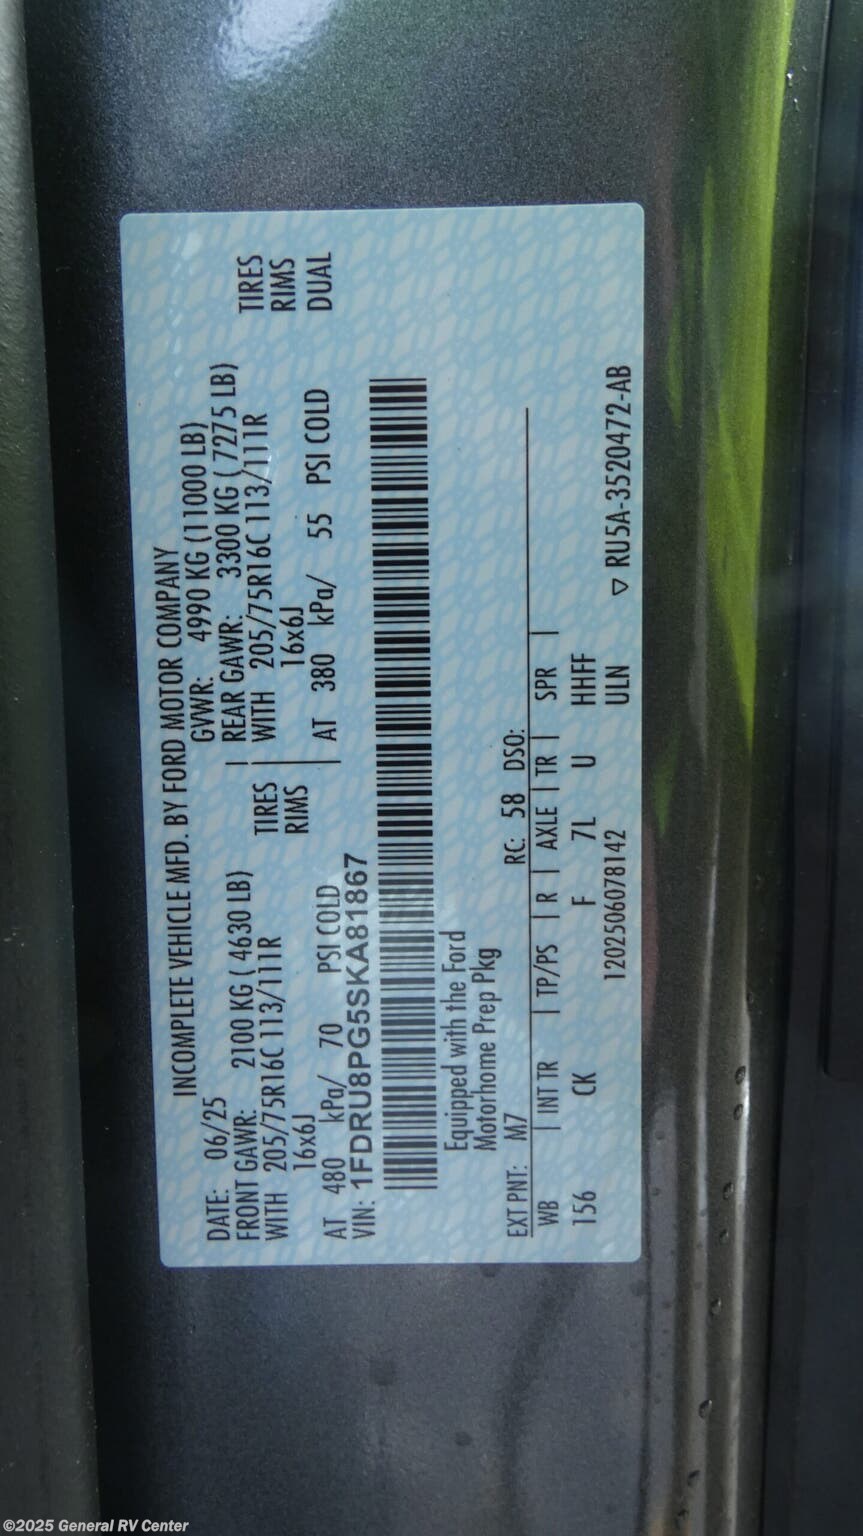 INCOMPLETE VEHICLE MFD. BY FORD MOTOR COMPANY
DATE: 06/25 GVWR: 4990 KG (11000 LB)
FRONT GAWR: 2100 KG ( 4630 LB) REAR GAWR: 3300 KG ( 7275 LB)
WITH 205/75R16C 113/111R TIRES WITH 205/75R16C 113/111R TIRES
16x6J RIMS 16x6J RIMS
AT 480 kPa/ 70 PSI COLD AT 380 kPa/ 55 PSI COLD DUAL
VIN: 1FDRU8PG5SKA81867
Equipped with the Ford
Motorhome Prep Pkg
EXT PNT: M7 RC: 58 DSO:
WB | INT TR | TP/PS | R | AXLE | TR | SPR |
156 CK F 7L U HHFF
1202506078142 ULN ▽ RU5A-3520472-AB
©2025 General RV Center